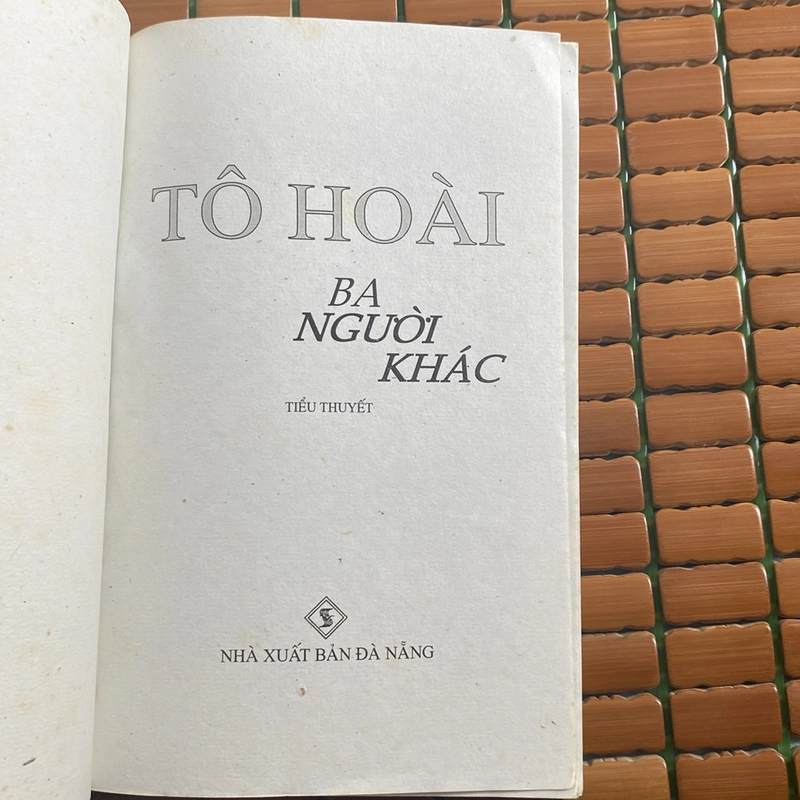 TÔ HOÀI
BA
NGƯỜI
KHÁC
TIỂU THUYẾT
NHÀ XUẤT BẢN ĐÀ NẴNG